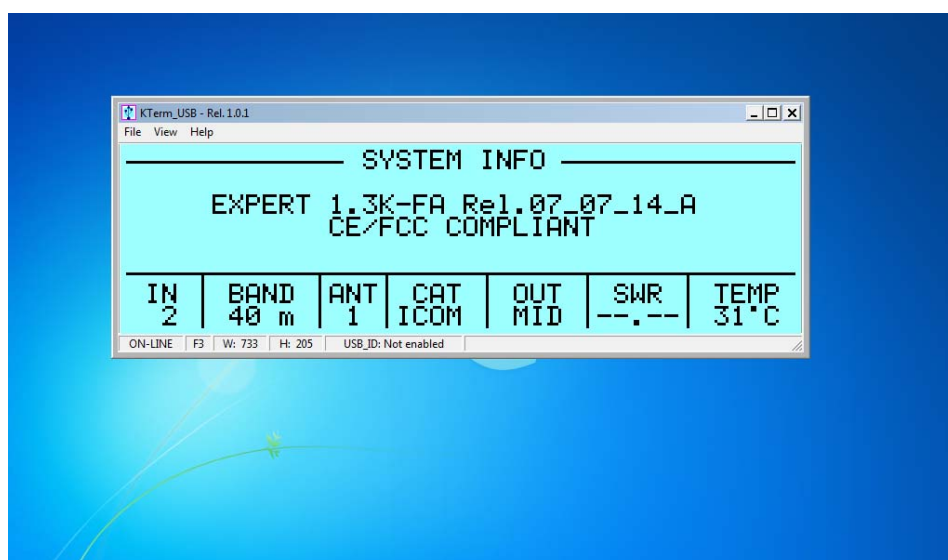 KTerm_USB - Rel. 1.0.1
File View Help
SYSTEM INFO
EXPERT 1.3K-FA Rel.07_07_14_A
CE/FCC COMPLIANT
IN BAND ANT CAT OUT SWR TEMP
2 40 m 1 ICOM MID --.-- 31°C
ON-LINE F3 W: 733 H: 205 USB_ID: Not enabled